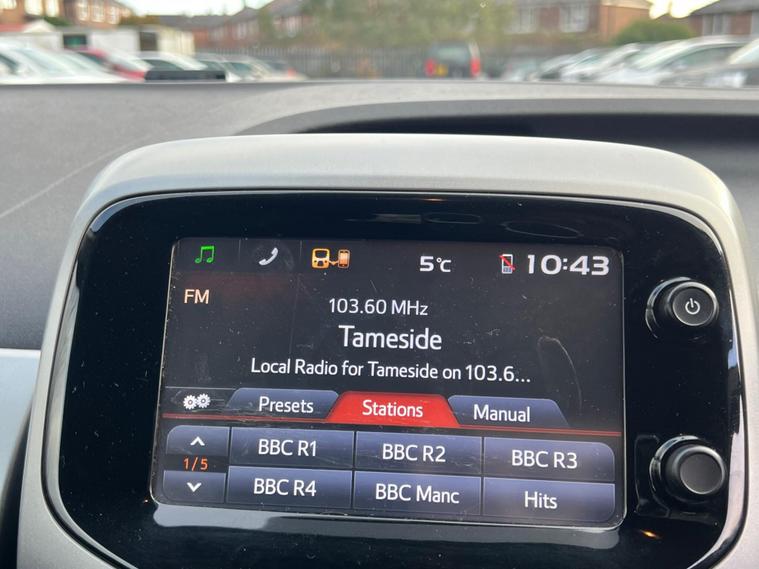 5°C 10:43
FM
103.60 MHz
Tameside
Local Radio for Tameside on 103.6...
Presets Stations Manual
BBC R1 BBC R2 BBC R3
1/5
BBC R4 BBC Manc Hits